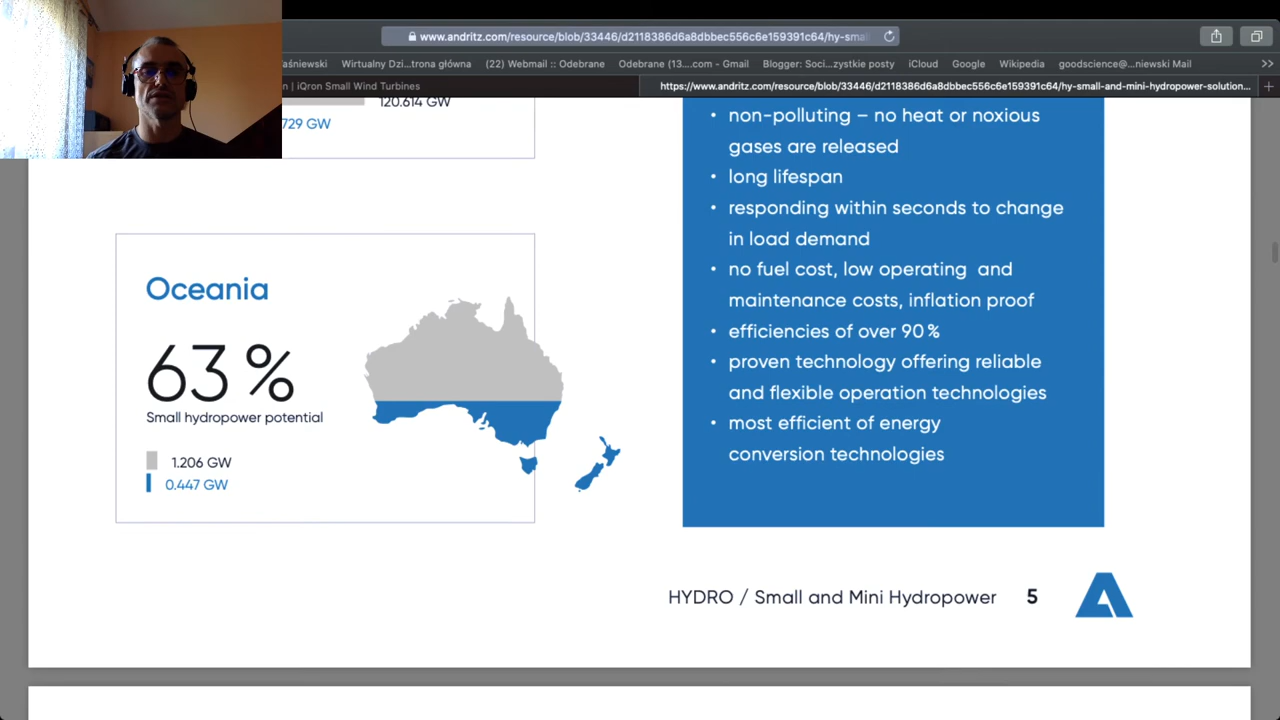 www.andritz.com/resource/blob/33446/d2118386d6a8dbbec556c6e159391c64/hy-smal
aśniewski Wirtualny Dzi...trona główna (22) Webmail :: Odebrane Odebrane (13....com - Gmail Blogger: Soci...zystkie posty iCloud Google Wikipedia goodscience@...niewski Mail >>
n | iQron Small Wind Turbines
https://www.andritz.com/resource/blob/33446/d2118386d6a8dbbec556c6e159391c64/hy-small-and-mini-hydropower-solution...
120.614 GW
729 GW
Oceania
63 %
Small hydropower potential
1.206 GW
0.447 GW
• non-polluting – no heat or noxious
gases are released
• long lifespan
• responding within seconds to change
in load demand
• no fuel cost, low operating and
maintenance costs, inflation proof
• efficiencies of over 90 %
• proven technology offering reliable
and flexible operation technologies
• most efficient of energy
conversion technologies
HYDRO / Small and Mini Hydropower 5